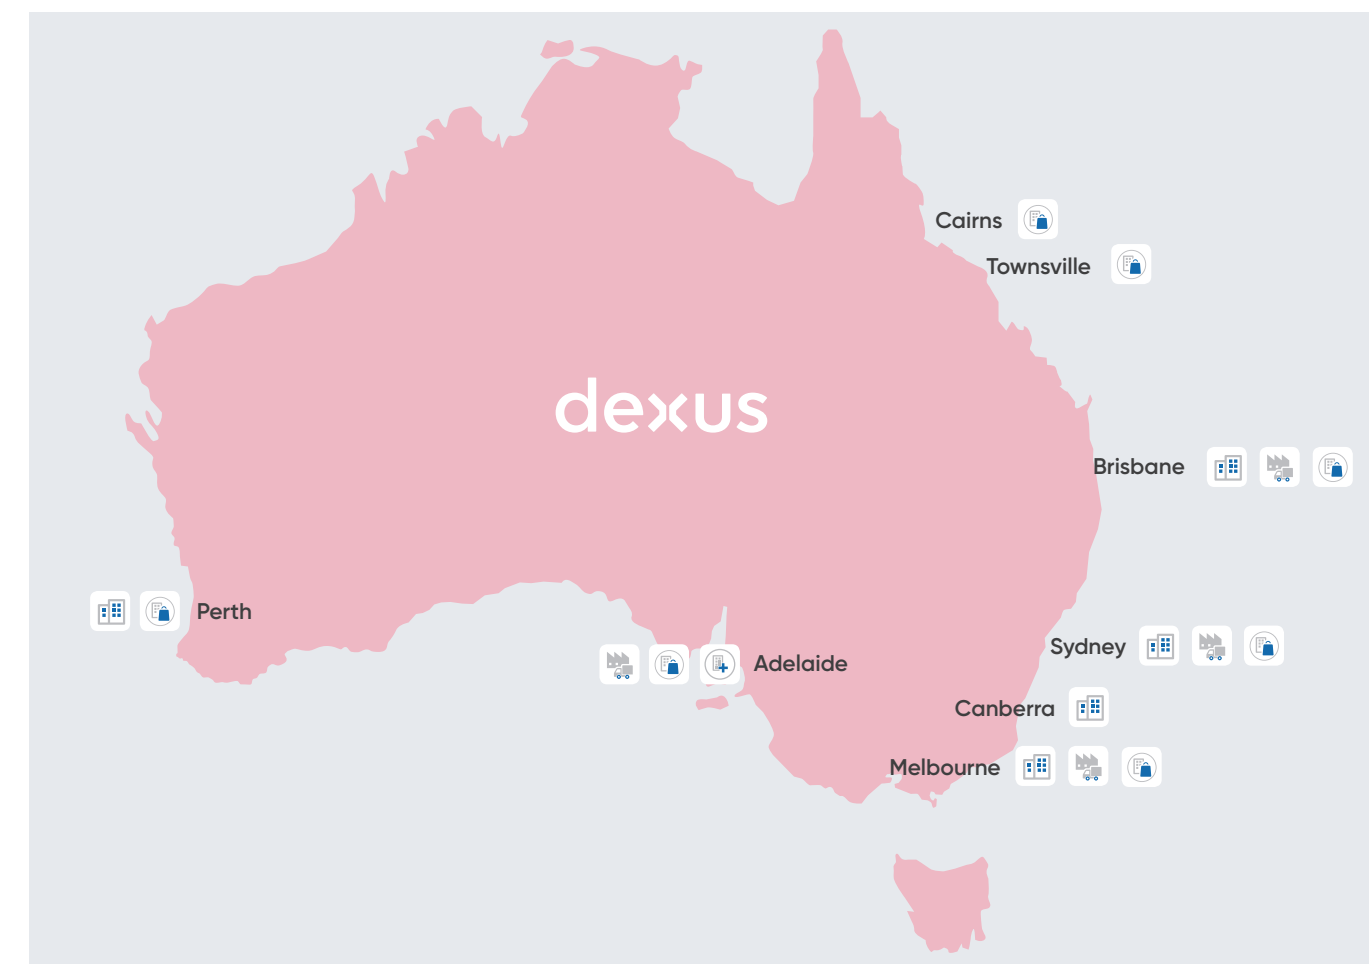 Cairns
Townsville
dexus
Brisbane
Perth
Sydney
Adelaide
Canberra
Melbourne